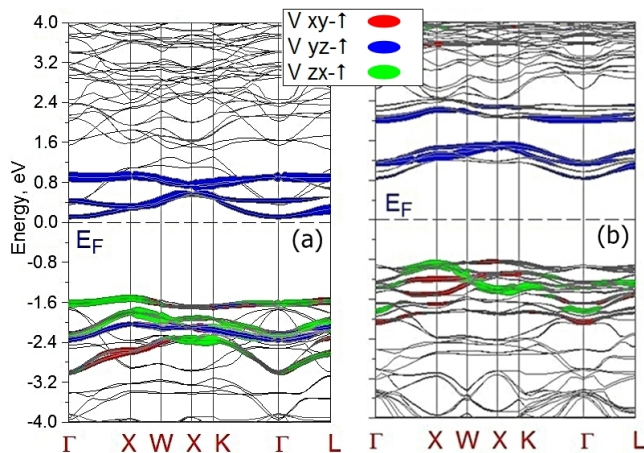 V xy-↑
V yz-↑
V zx-↑
Energy, eV
4.0
3.2
2.4
1.6
0.8
0.0
-0.8
-1.6
-2.4
-3.2
-4.0
E_F (a)
E_F (b)
Γ X W X K Γ L
Γ X W X K Γ L